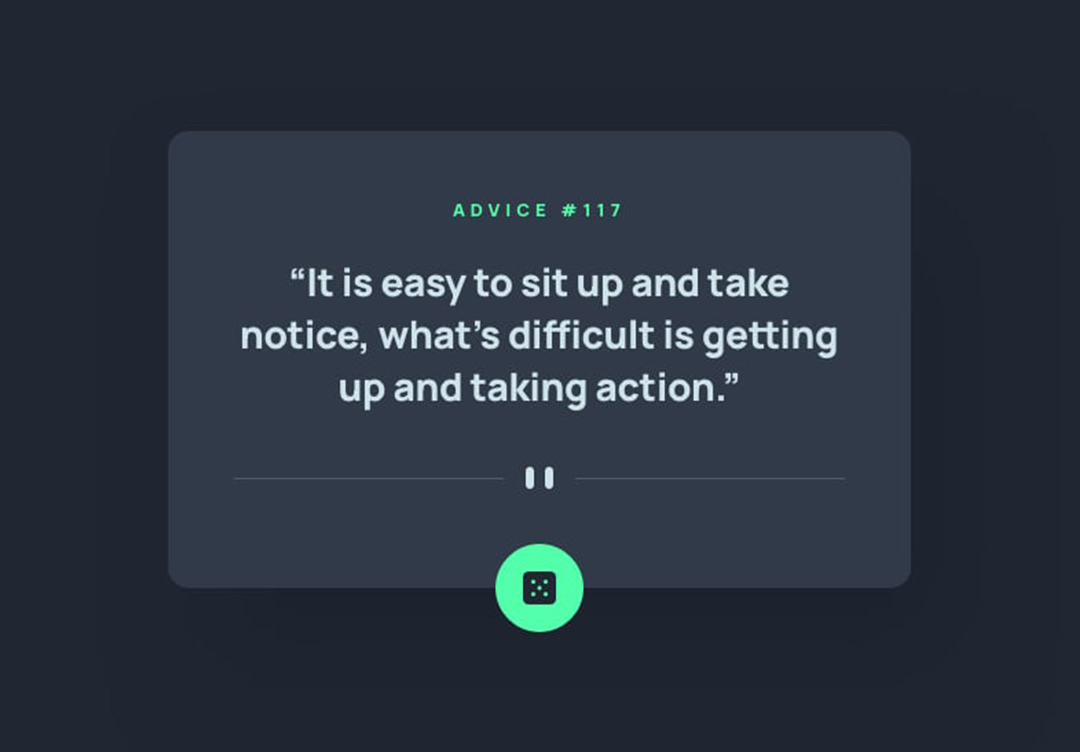 ADVICE #117
“It is easy to sit up and take
notice, what’s difficult is getting
up and taking action.”